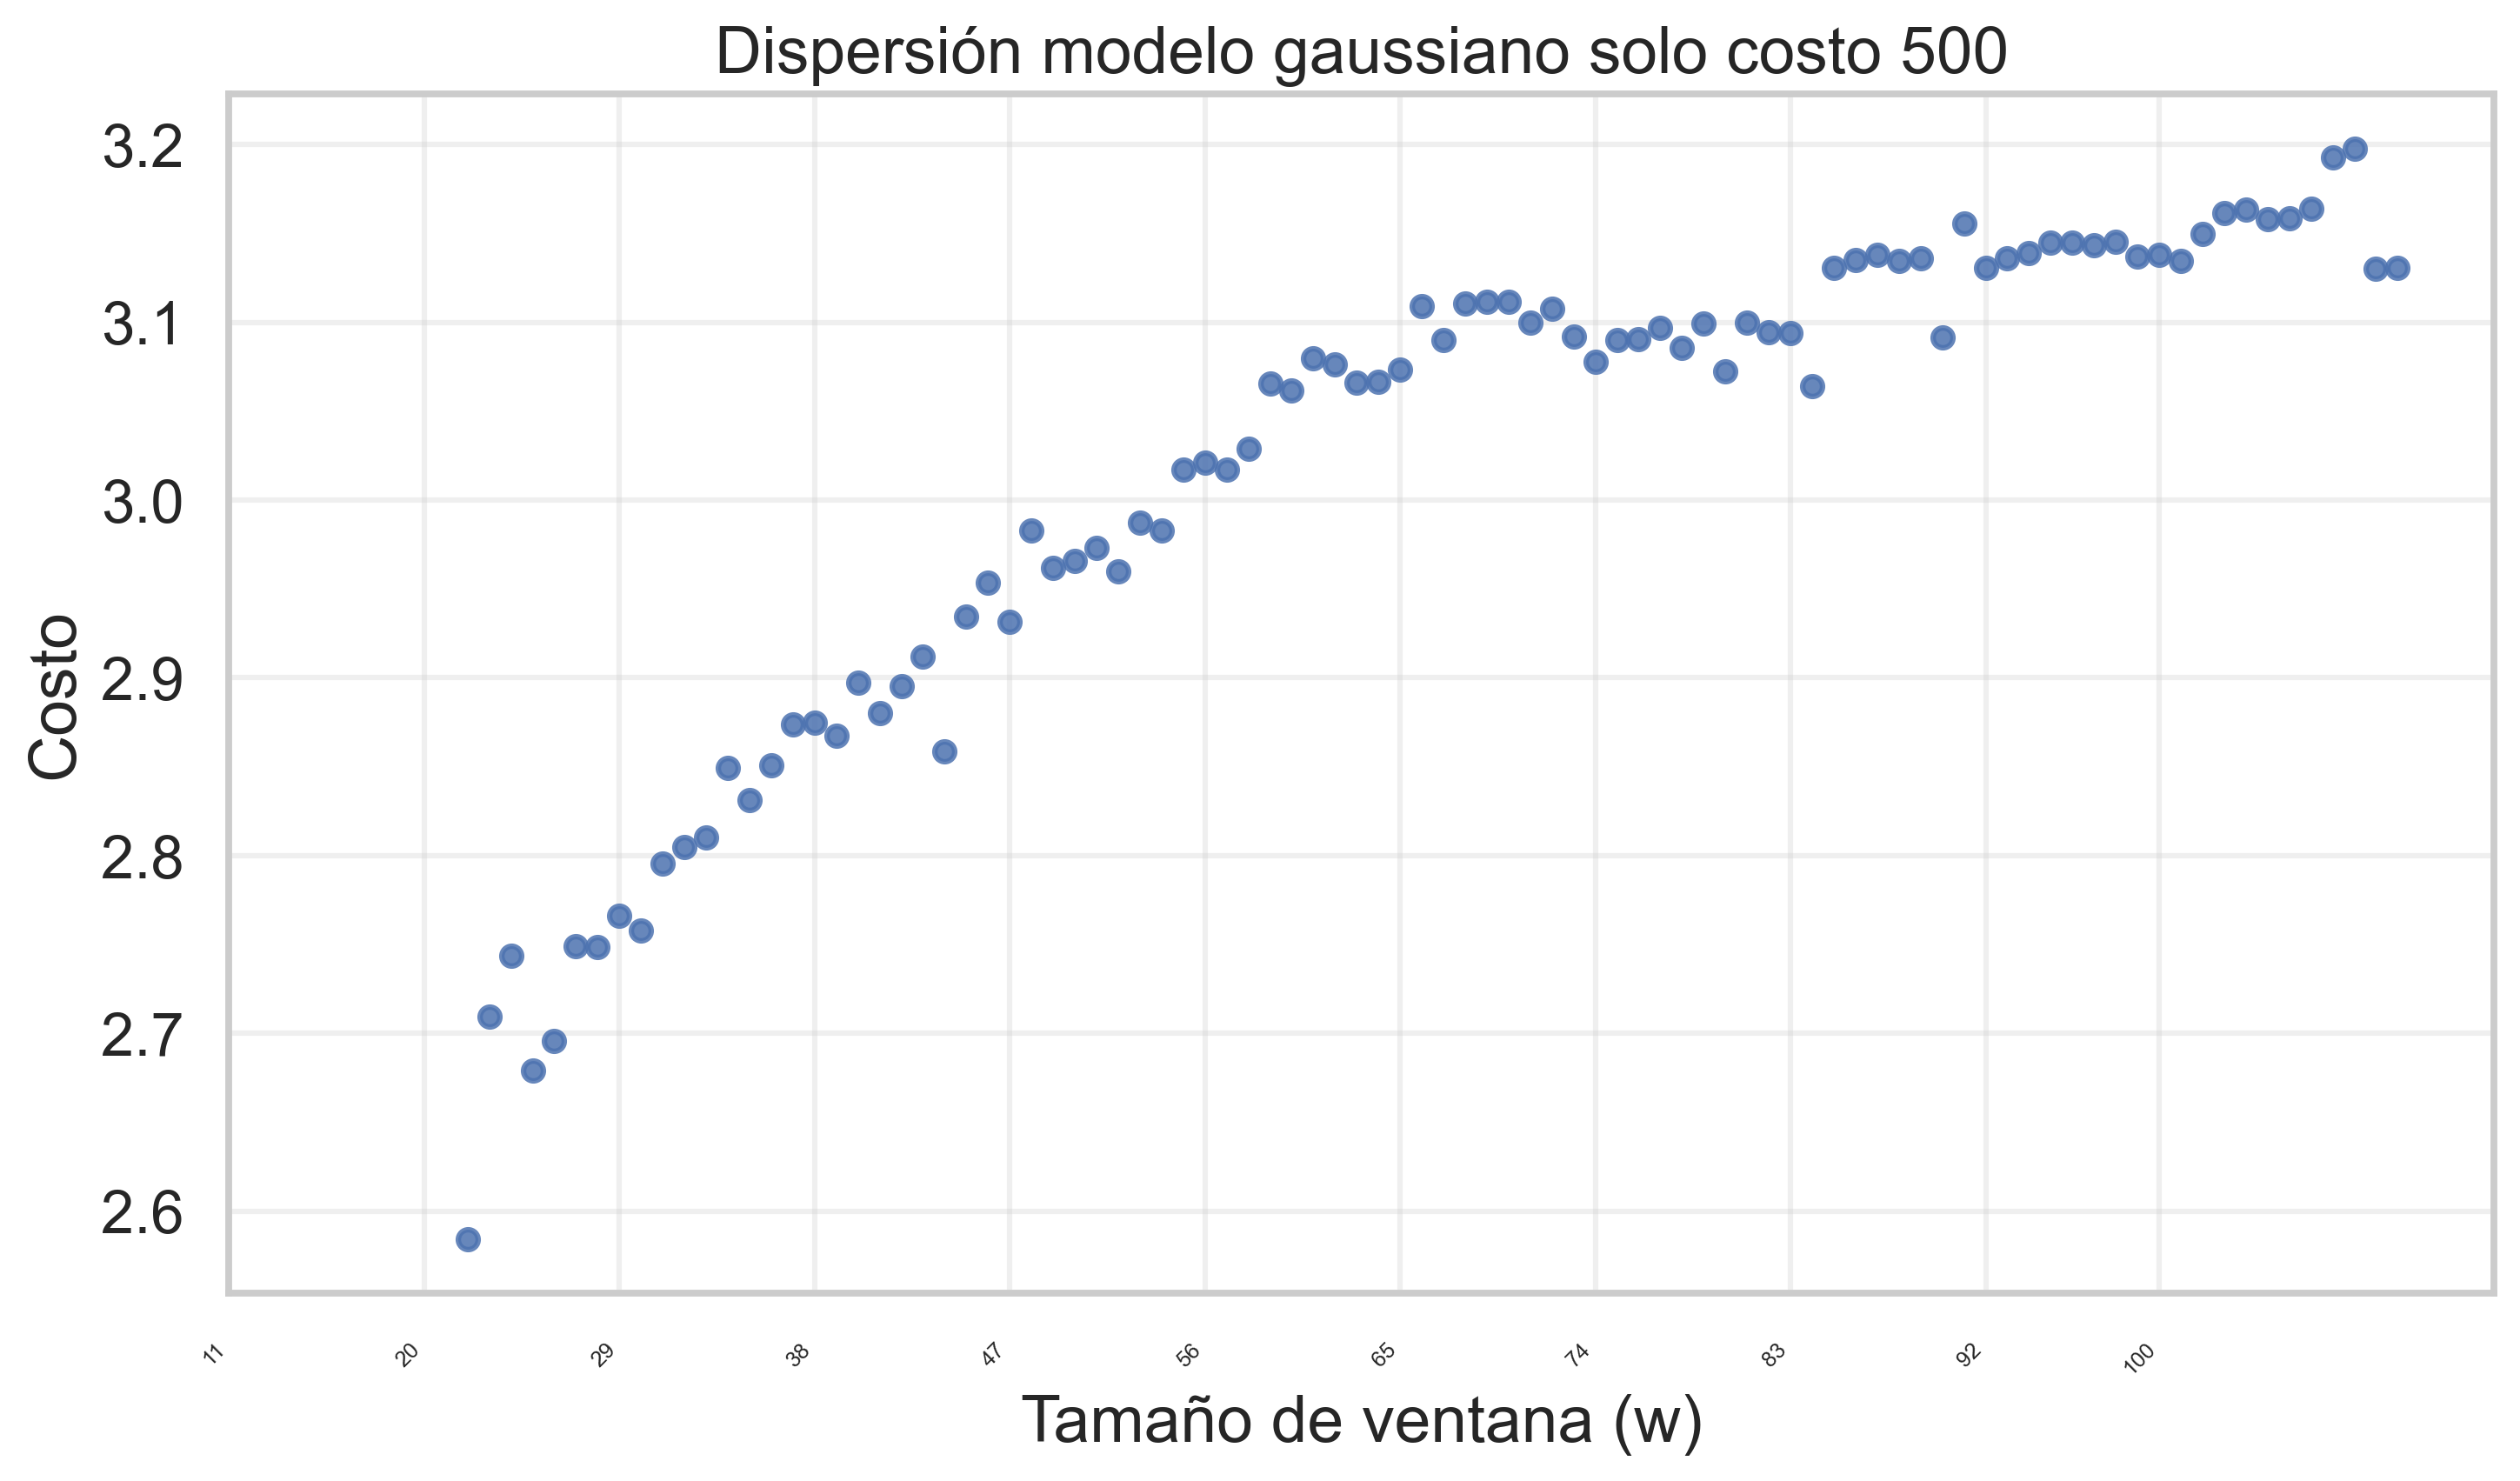 Dispersión modelo gaussiano solo costo 500
3.2
3.1
3.0
2.9
2.8
2.7
2.6
Costo
11 20 29 38 47 56 65 74 83 92 100
Tamaño de ventana (w)